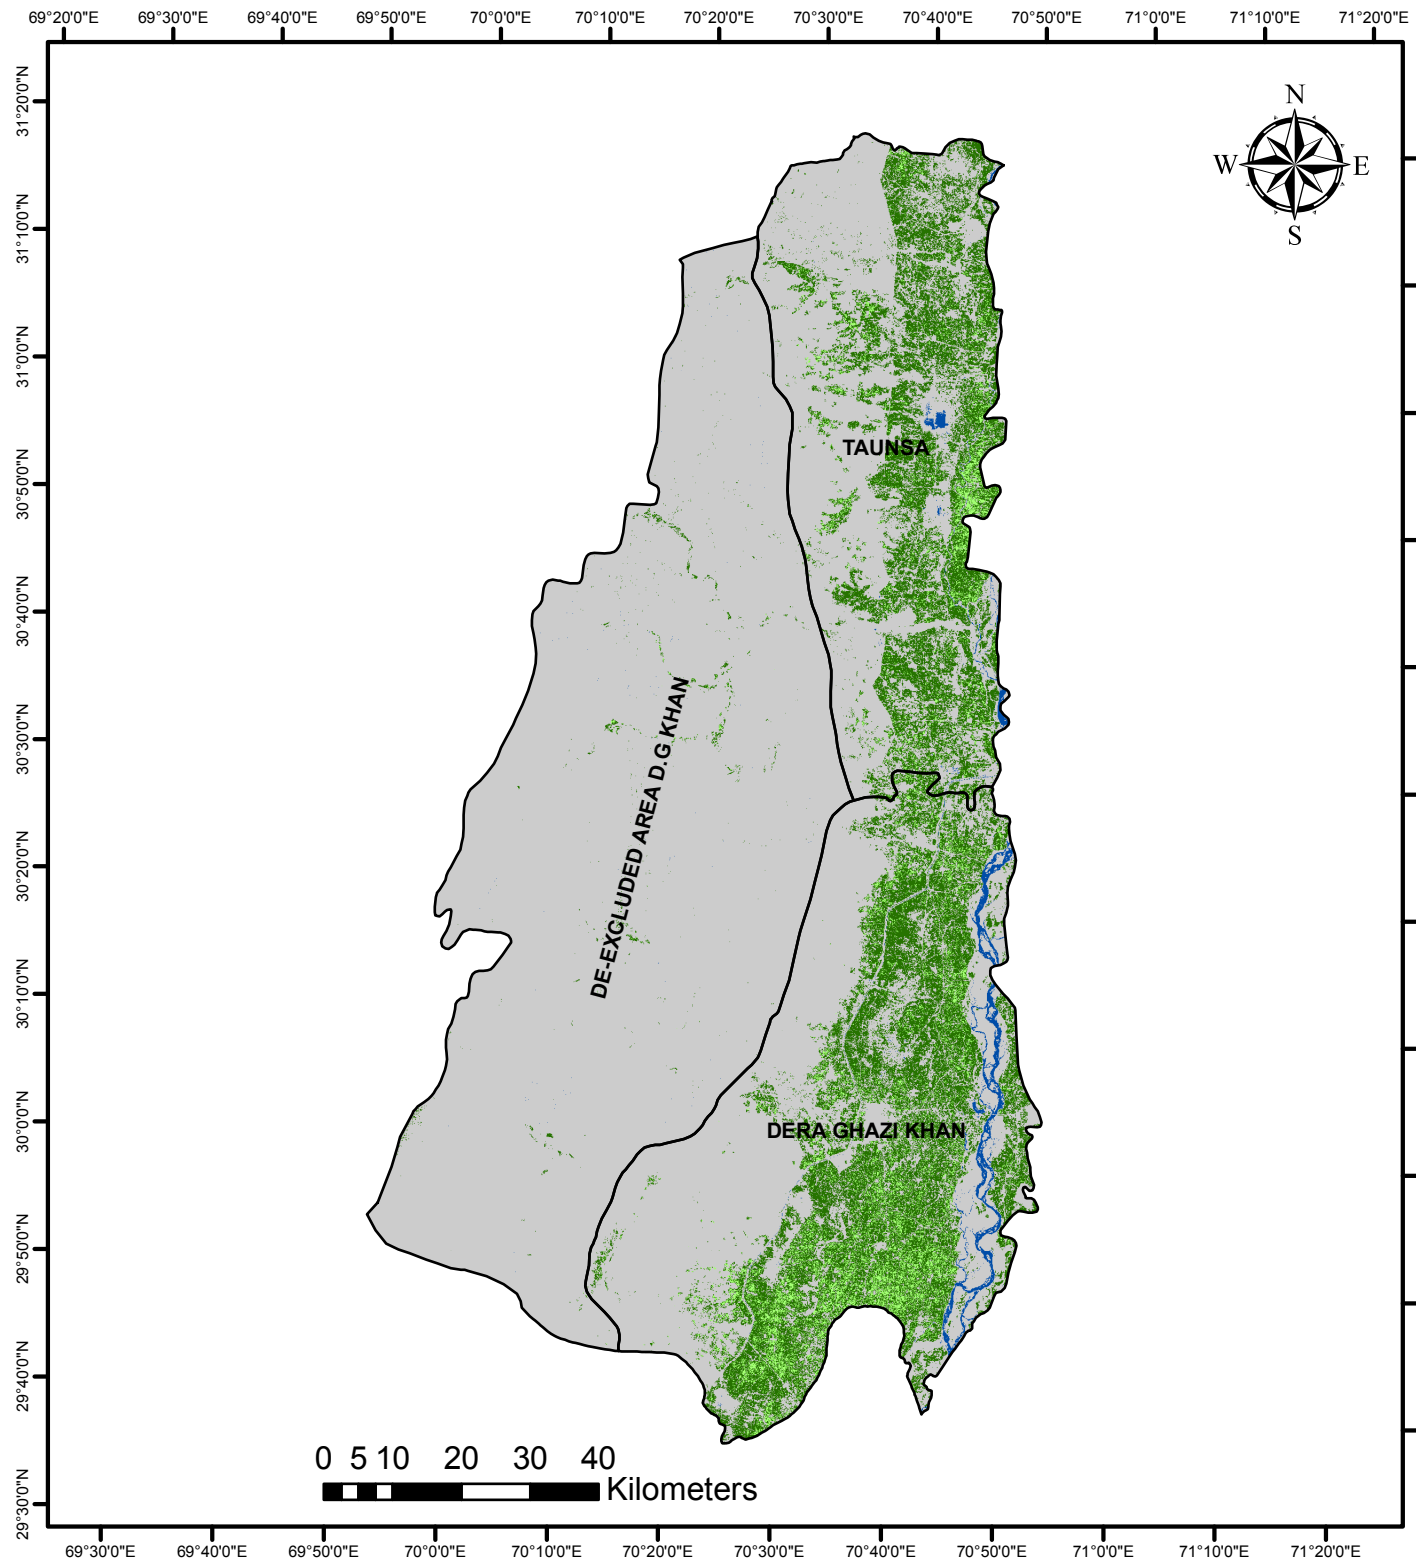 69°20'0"E 69°30'0"E 69°40'0"E 69°50'0"E 70°0'0"E 70°10'0"E 70°20'0"E 70°30'0"E 70°40'0"E 70°50'0"E 71°0'0"E 71°10'0"E 71°20'0"E
31°20'0"N
31°10'0"N
31°0'0"N
30°50'0"N
30°40'0"N
30°30'0"N
30°20'0"N
30°10'0"N
30°0'0"N
29°50'0"N
29°40'0"N
29°30'0"N
N
W E
S
TAUNSA
DE-EXCLUDED AREA D.G KHAN
DERA GHAZI KHAN
0 5 10 20 30 40
Kilometers
69°30'0"E 69°40'0"E 69°50'0"E 70°0'0"E 70°10'0"E 70°20'0"E 70°30'0"E 70°40'0"E 70°50'0"E 71°0'0"E 71°10'0"E 71°20'0"E